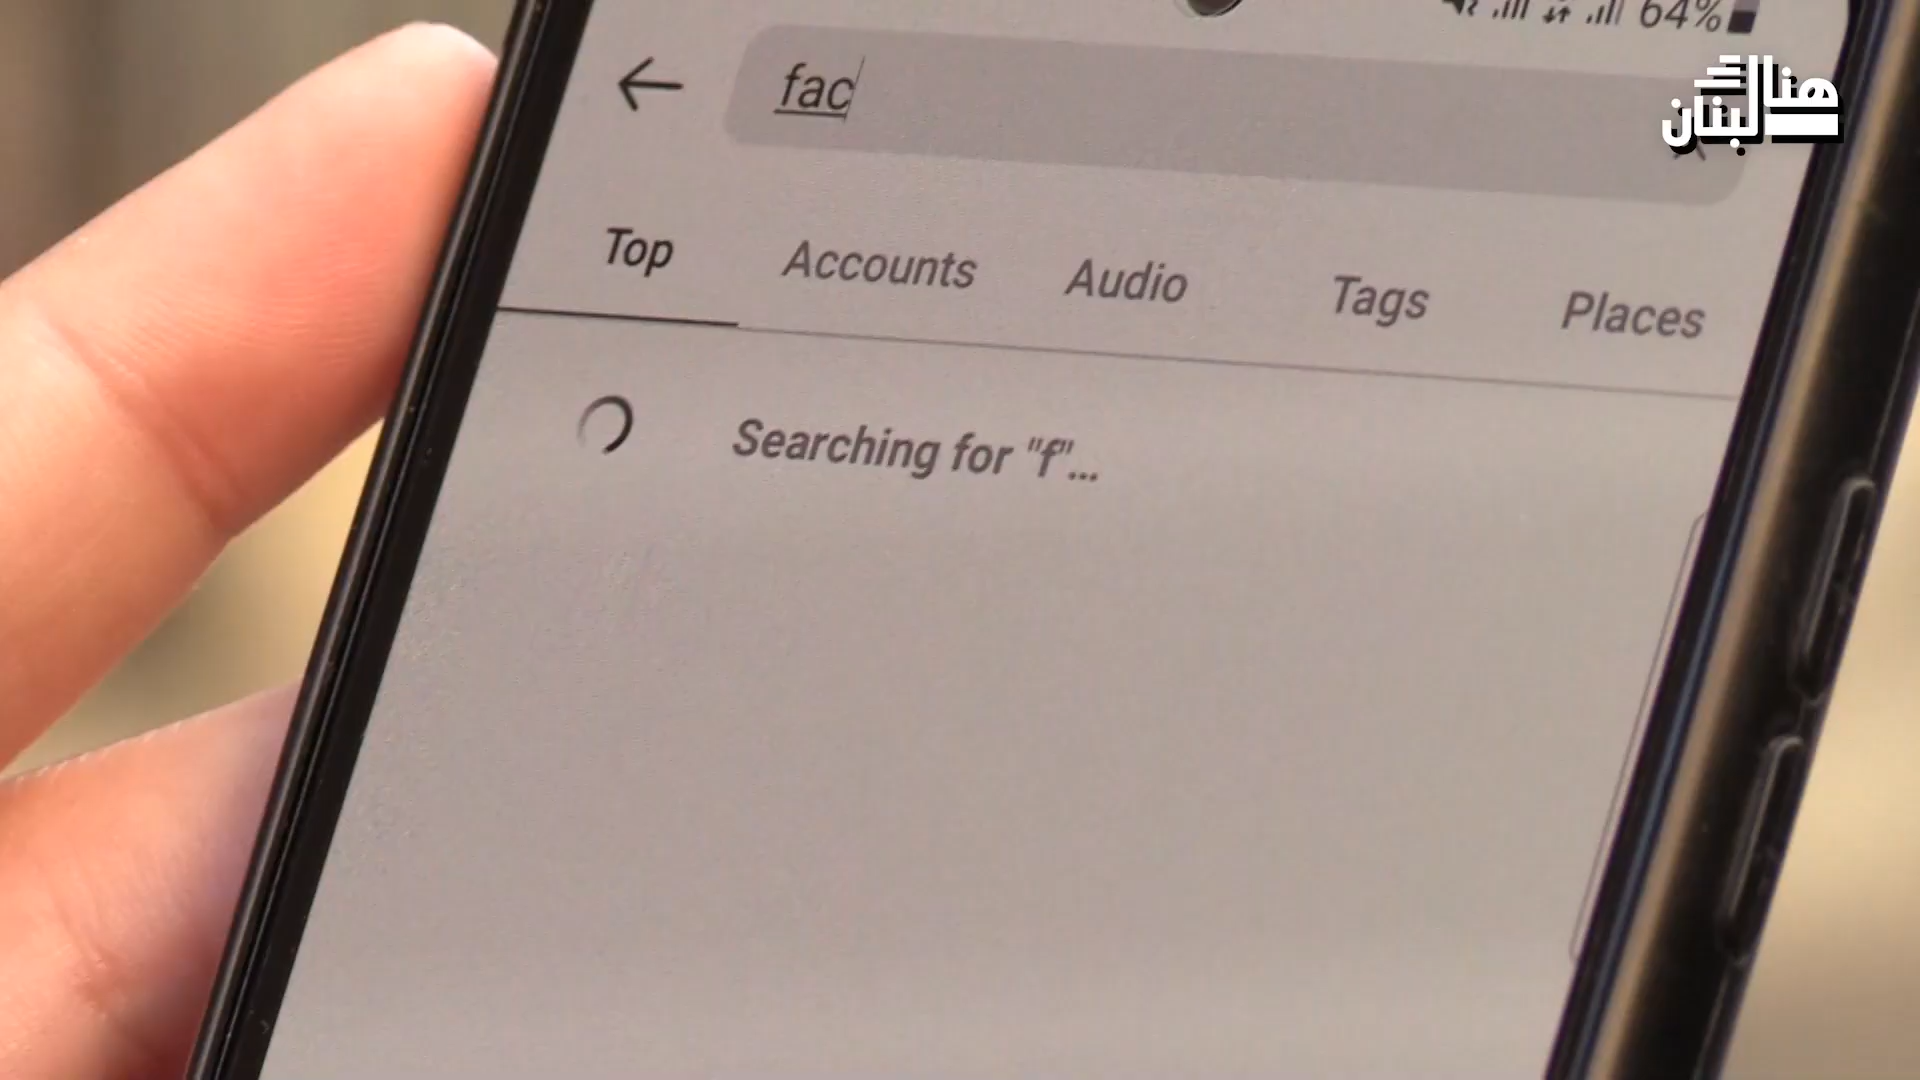 64%
fac
هنا لبنان
Top Accounts Audio Tags Places
Searching for "f"...